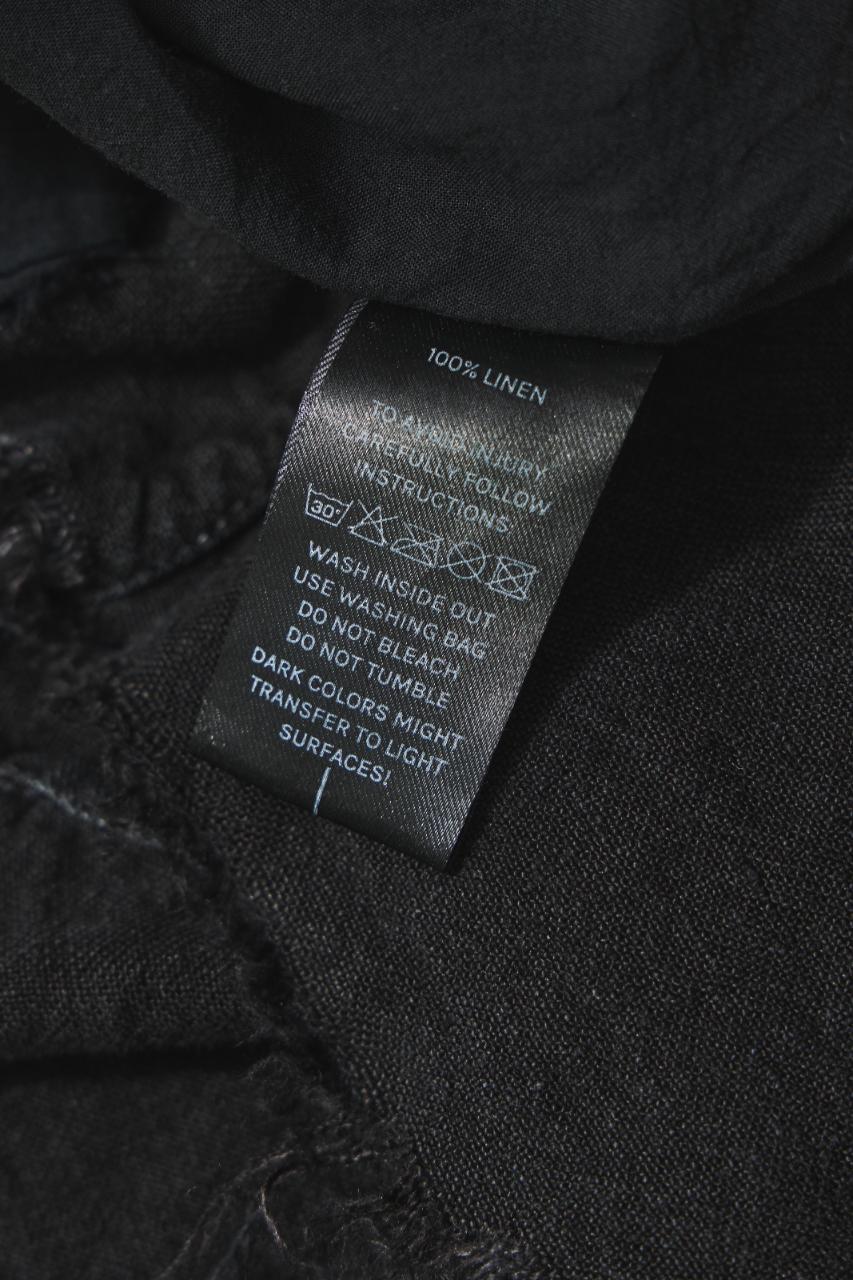 100% LINEN
TO AVOID INJURY
CAREFULLY FOLLOW
INSTRUCTIONS
30°
WASH INSIDE OUT
USE WASHING BAG
DO NOT BLEACH
DO NOT TUMBLE
DARK COLORS MIGHT
TRANSFER TO LIGHT
SURFACES!